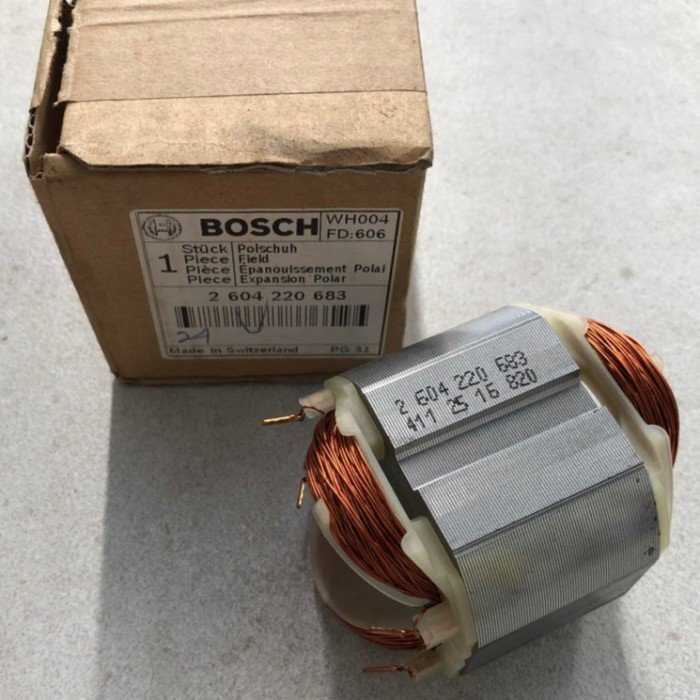 BOSCH
WH004
FD:606
1
Stück Polschuh
Piece Field
Pièce Épanouissement Polai
Piece Expansion Polar
2 604 220 683
24
Made in Switzerland PG 31
2 604 220 683
411 25 16 820